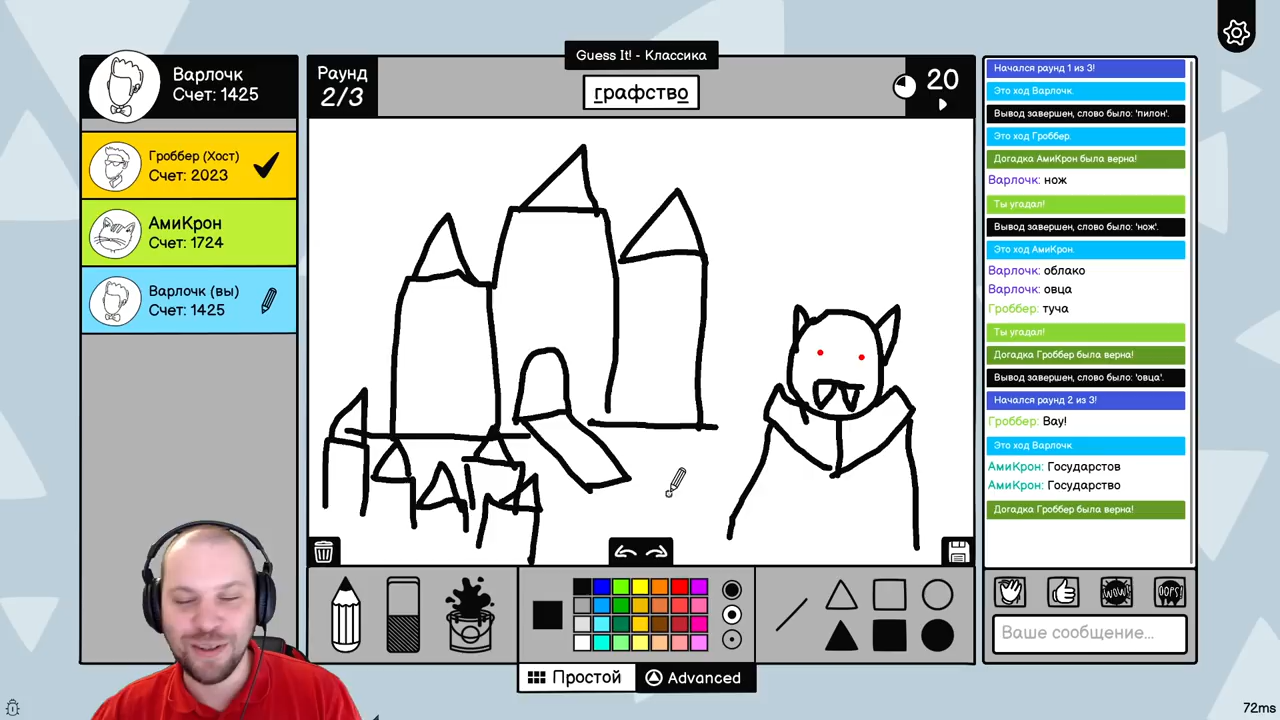 Guess It! - Классика
Варлочк
Счет: 1425
Раунд
2/3
графство
20
Гроббер (Хост)
Счет: 2023
АмиКрон
Счет: 1724
Варлочк (вы)
Счет: 1425
Начался раунд 1 из 3!
Это ход Варлочк.
Вывод завершен, слово было: 'пилон'.
Это ход Гроббер.
Догадка АмиКрон была верна!
Варлочк: нож
Ты угадал!
Вывод завершен, слово было: 'нож'.
Это ход АмиКрон.
Варлочк: облако
Варлочк: овца
Гроббер: туча
Ты угадал!
Догадка Гроббер была верна!
Вывод завершен, слово было: 'овца'.
Начался раунд 2 из 3!
Гроббер: Вау!
Это ход Варлочк.
АмиКрон: Государстов
АмиКрон: Государство
Догадка Гроббер была верна!
WOW!
OOPS!
Ваше сообщение...
Простой
Advanced
72ms